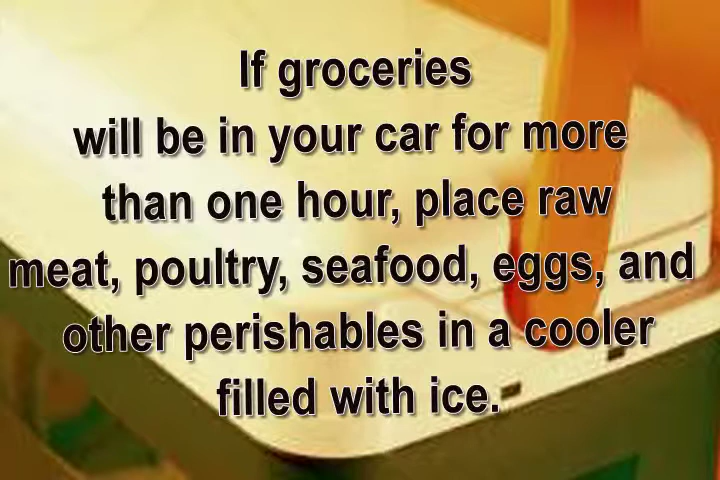 If groceries
will be in your car for more
than one hour, place raw
meat, poultry, seafood, eggs, and
other perishables in a cooler
filled with ice.